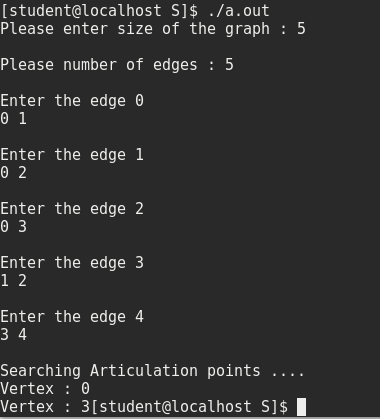 [student@localhost S]$ ./a.out
Please enter size of the graph : 5
Please number of edges : 5
Enter the edge 0
0 1
Enter the edge 1
0 2
Enter the edge 2
0 3
Enter the edge 3
1 2
Enter the edge 4
3 4
Searching Articulation points ....
Vertex : 0
Vertex : 3[student@localhost S]$